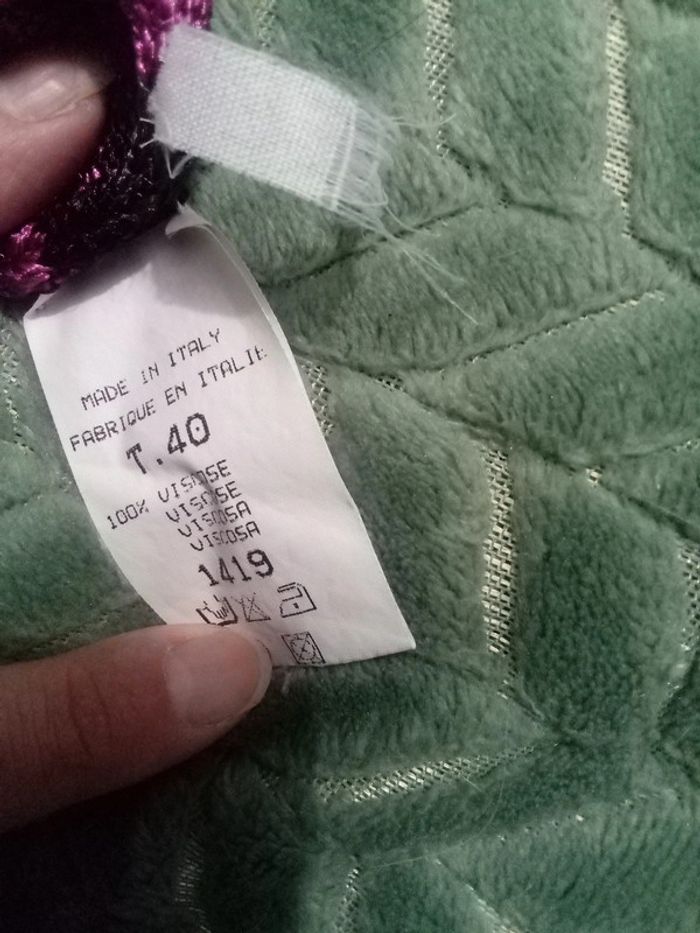 MADE IN ITALY
FABRIQUE EN ITALIE
T.40
100% VISCOSE
VISCOSE
VISCOSA
VISCOSA
1419